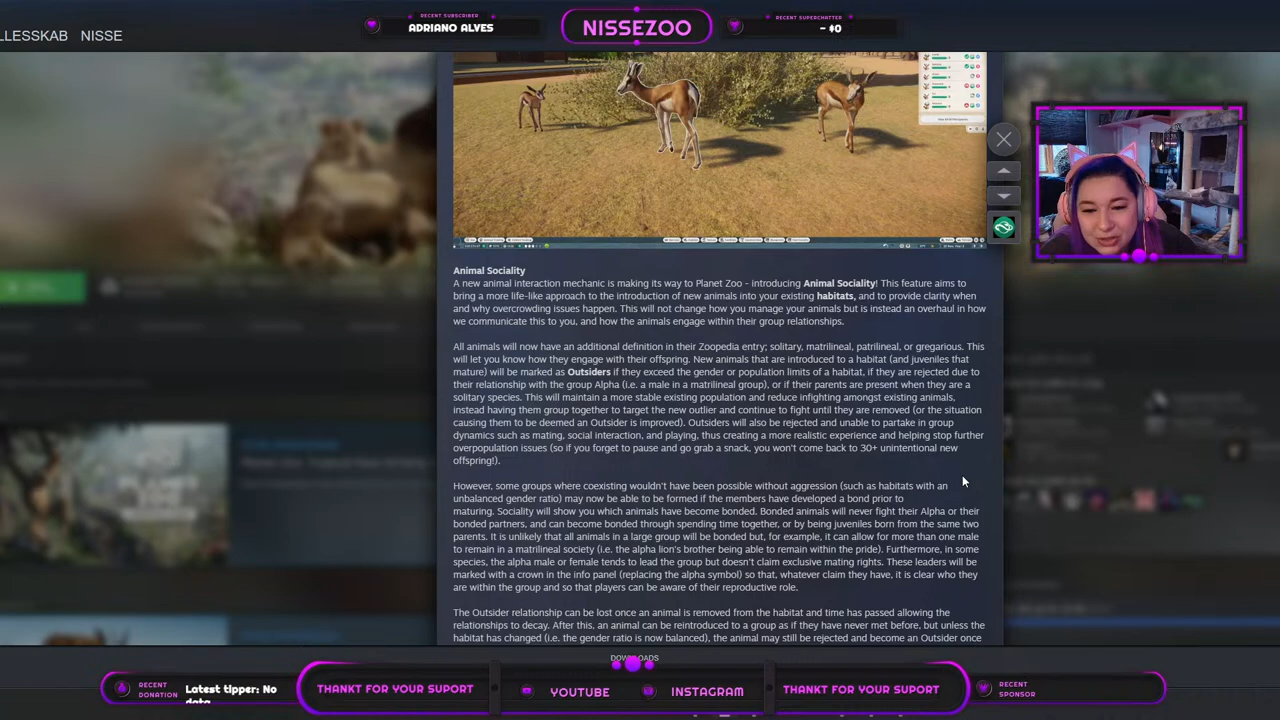 LLESSKAB NISSE
RECENT SUBSCRIBER
ADRIANO ALVES
NISSEZOO
RECENT SUPERCHATTER
- $0
Animal Sociality
A new animal interaction mechanic is making its way to Planet Zoo - introducing Animal Sociality! This feature aims to
bring a more life-like approach to the introduction of new animals into your existing habitats, and to provide clarity when
and why overcrowding issues happen. This will not change how you manage your animals but is instead an overhaul in how
we communicate this to you, and how the animals engage within their group relationships.
All animals will now have an additional definition in their Zoopedia entry; solitary, matrilineal, patrilineal, or gregarious. This
will let you know how they engage with their offspring. New animals that are introduced to a habitat (and juveniles that
mature) will be marked as Outsiders if they exceed the gender or population limits of a habitat, if they are rejected due to
their relationship with the group Alpha (i.e. a male in a matrilineal group), or if their parents are present when they are a
solitary species. This will maintain a more stable existing population and reduce infighting amongst existing animals,
instead having them group together to target the new outlier and continue to fight until they are removed (or the situation
causing them to be deemed an Outsider is improved). Outsiders will also be rejected and unable to partake in group
dynamics such as mating, social interaction, and playing, thus creating a more realistic experience and helping stop further
overpopulation issues (so if you forget to pause and go grab a snack, you won't come back to 30+ unintentional new
offspring!).
However, some groups where coexisting wouldn't have been possible without aggression (such as habitats with an
unbalanced gender ratio) may now be able to be formed if the members have developed a bond prior to
maturing. Sociality will show you which animals have become bonded. Bonded animals will never fight their Alpha or their
bonded partners, and can become bonded through spending time together, or by being juveniles born from the same two
parents. It is unlikely that all animals in a large group will be bonded but, for example, it can allow for more than one male
to remain in a matrilineal society (i.e. the alpha lion's brother being able to remain within the pride). Furthermore, in some
species, the alpha male or female tends to lead the group but doesn't claim exclusive mating rights. These leaders will be
marked with a crown in the info panel (replacing the alpha symbol) so that, whatever claim they have, it is clear who they
are within the group and so that players can be aware of their reproductive role.
The Outsider relationship can be lost once an animal is removed from the habitat and time has passed allowing the
relationships to decay. After this, an animal can be reintroduced to a group as if they have never met before, but unless the
habitat has changed (i.e. the gender ratio is now balanced), the animal may still be rejected and become an Outsider once
DOWNLOADS
RECENT
DONATION
Latest tipper: No
data
THANKT FOR YOUR SUPORT
YOUTUBE
INSTAGRAM
THANKT FOR YOUR SUPORT
RECENT
SPONSOR